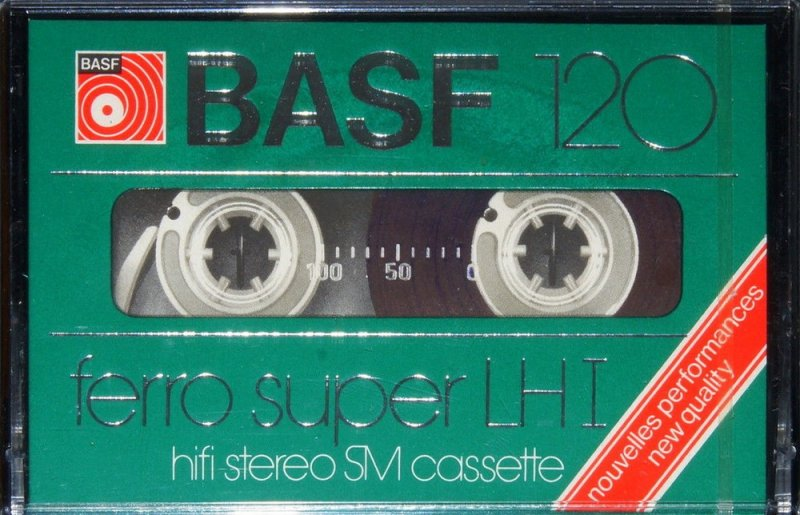 BASF
BASF 120
100 50 0
ferro super LH I
hifi stereo SM cassette
nouvelles performances
new quality